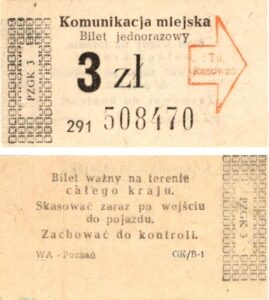 Komunikacja miejska
Bilet jednorazowy
3 zł
Tu
KASOWAĆ
PZGK 3
291 508470
Bilet ważny na terenie
całego kraju.
Skasować zaraz po wejściu
do pojazdu.
Zachować do kontroli.
WA - Poznań GK/B-1
PZGK 3